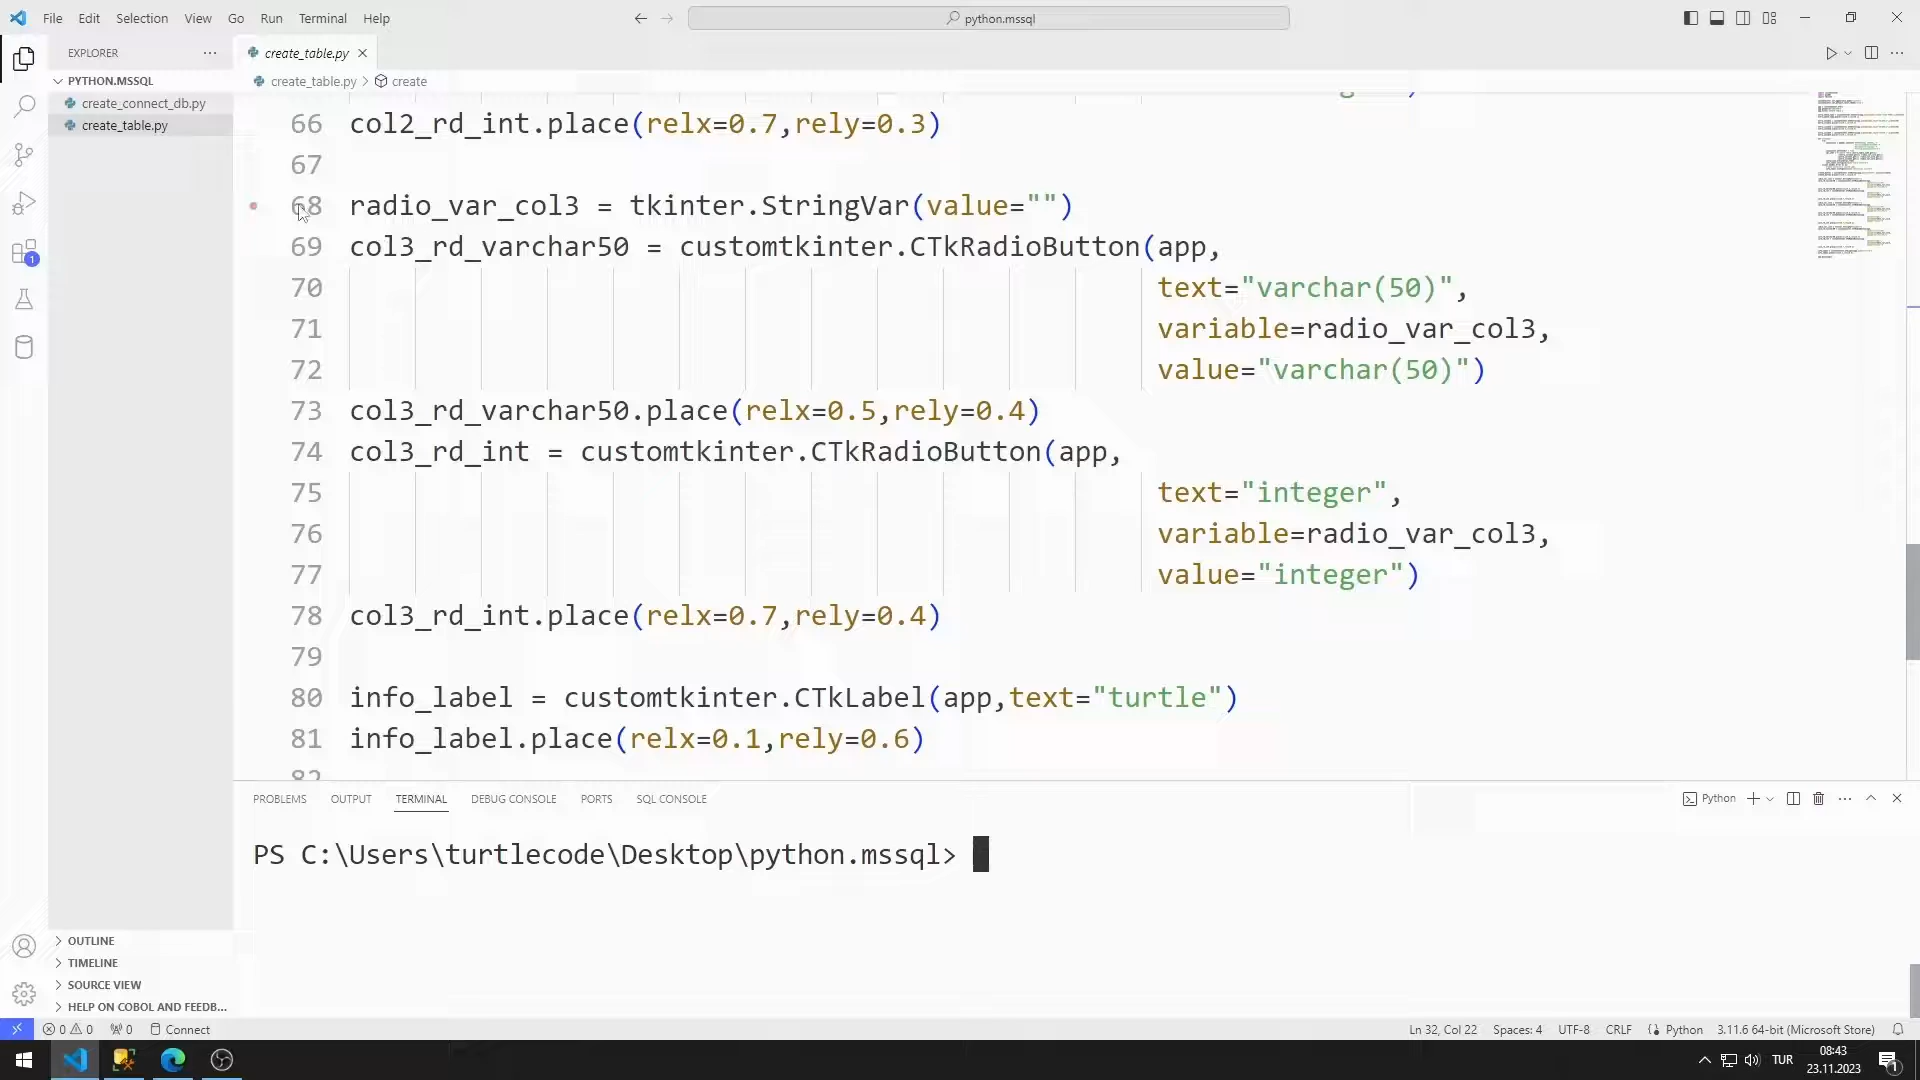 File Edit Selection View Go Run Terminal Help
python.mssql
EXPLORER
create_table.py
PYTHON.MSSQL
create_table.py > create
create_connect_db.py
create_table.py
66 col2_rd_int.place(relx=0.7,rely=0.3)
67
68 radio_var_col3 = tkinter.StringVar(value="")
69 col3_rd_varchar50 = customtkinter.CTkRadioButton(app,
70 text="varchar(50)",
71 variable=radio_var_col3,
72 value="varchar(50)")
73 col3_rd_varchar50.place(relx=0.5,rely=0.4)
74 col3_rd_int = customtkinter.CTkRadioButton(app,
75 text="integer",
76 variable=radio_var_col3,
77 value="integer")
78 col3_rd_int.place(relx=0.7,rely=0.4)
79
80 info_label = customtkinter.CTkLabel(app,text="turtle")
81 info_label.place(relx=0.1,rely=0.6)
82
1
PROBLEMS OUTPUT TERMINAL DEBUG CONSOLE PORTS SQL CONSOLE
Python
PS C:\Users\turtlecode\Desktop\python.mssql>
OUTLINE
TIMELINE
SOURCE VIEW
HELP ON COBOL AND FEEDB...
0 0 0 Connect
Ln 32, Col 22 Spaces: 4 UTF-8 CRLF Python 3.11.6 64-bit (Microsoft Store)
TUR
08:43
23.11.2023
1